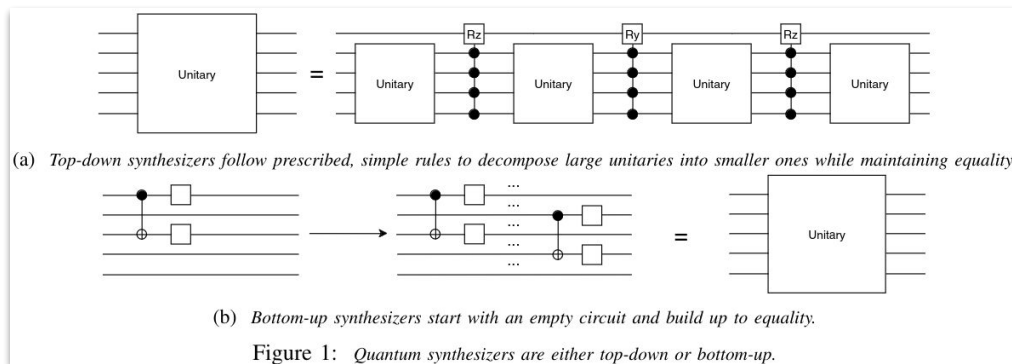 Rz Ry Rz
Unitary = Unitary Unitary Unitary Unitary
(a) Top-down synthesizers follow prescribed, simple rules to decompose large unitaries into smaller ones while maintaining equality
... ...
...
... = Unitary
...
...
(b) Bottom-up synthesizers start with an empty circuit and build up to equality.
Figure 1: Quantum synthesizers are either top-down or bottom-up.